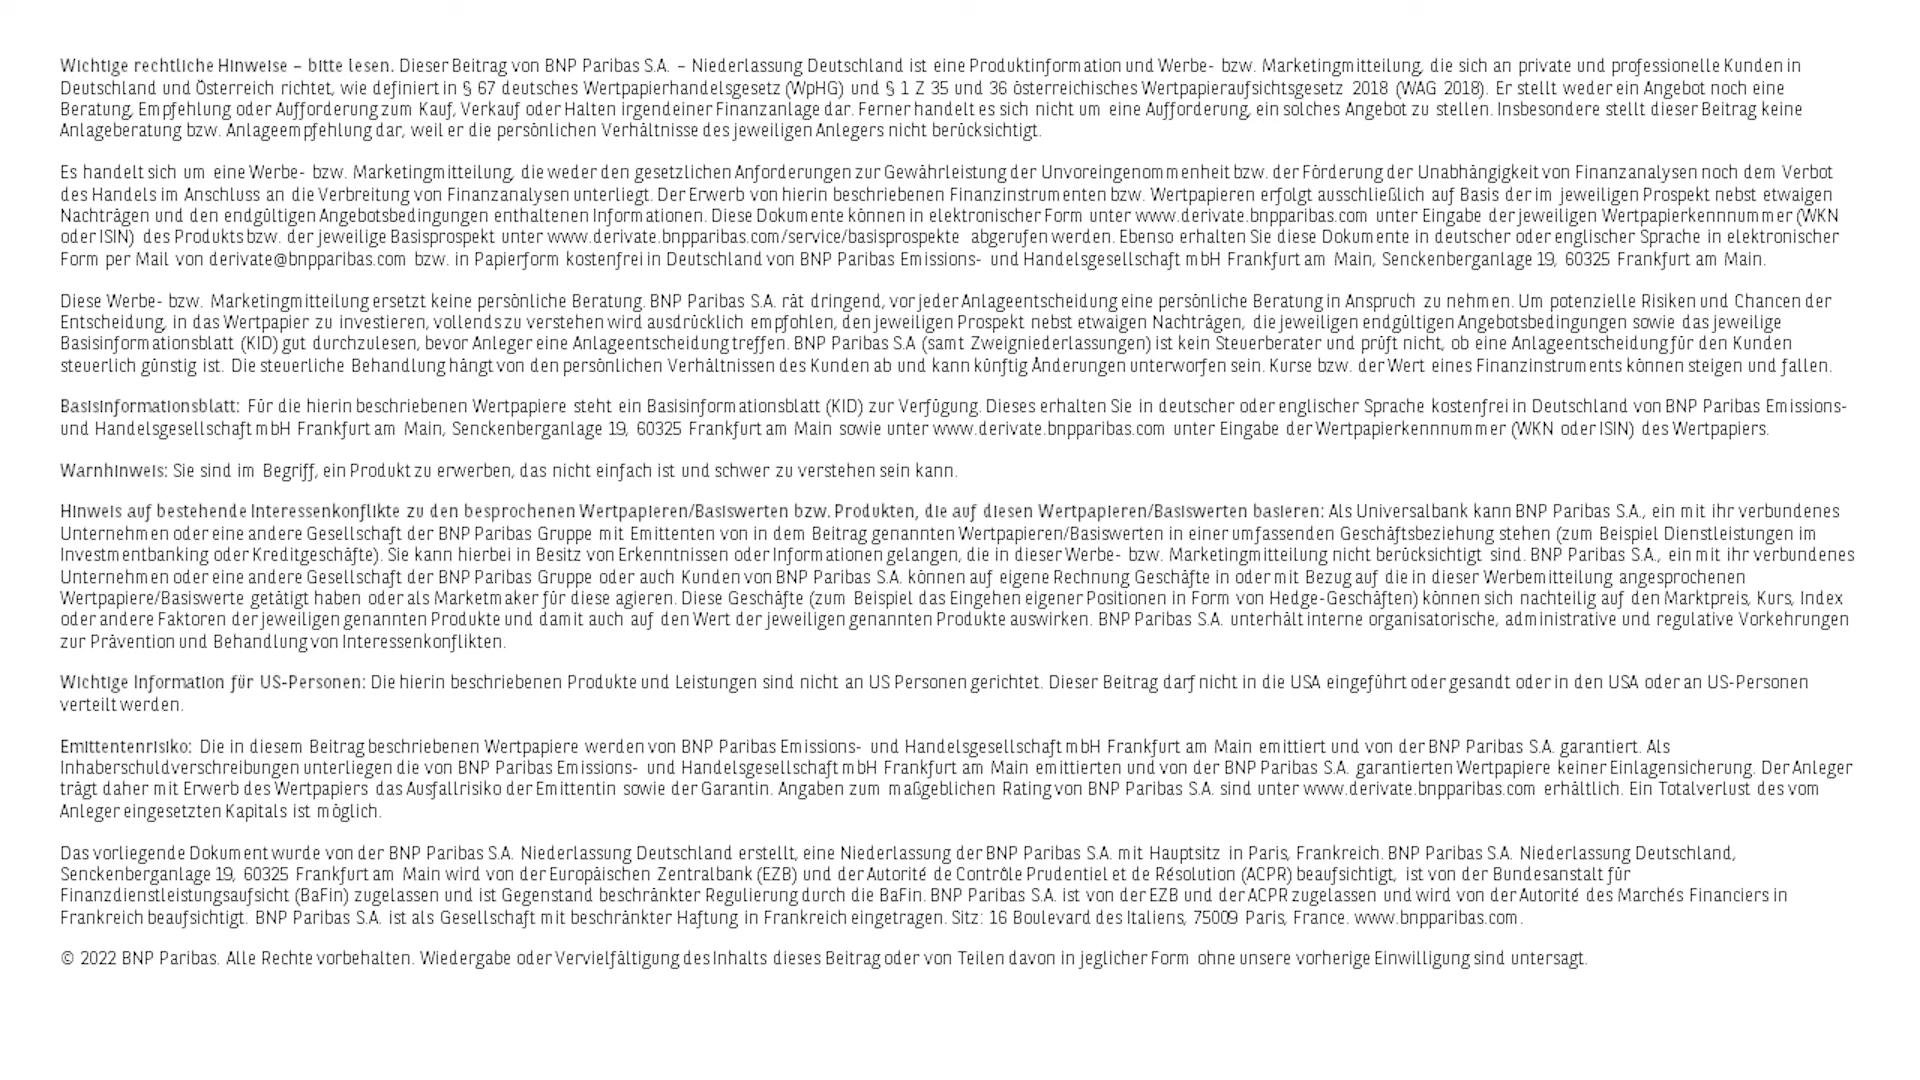 Wichtige rechtliche Hinweise – bitte lesen. Dieser Beitrag von BNP Paribas S.A. – Niederlassung Deutschland ist eine Produktinformation und Werbe- bzw. Marketingmitteilung, die sich an private und professionelle Kunden in
Deutschland und Österreich richtet, wie definiert in § 67 deutsches Wertpapierhandelsgesetz (WpHG) und § 1 Z 35 und 36 österreichisches Wertpapieraufsichtsgesetz 2018 (WAG 2018). Er stellt weder ein Angebot noch eine
Beratung, Empfehlung oder Aufforderung zum Kauf, Verkauf oder Halten irgendeiner Finanzanlage dar. Ferner handelt es sich nicht um eine Aufforderung, ein solches Angebot zu stellen. Insbesondere stellt dieser Beitrag keine
Anlageberatung bzw. Anlageempfehlung dar, weil er die persönlichen Verhältnisse des jeweiligen Anlegers nicht berücksichtigt.
Es handelt sich um eine Werbe- bzw. Marketingmitteilung, die weder den gesetzlichen Anforderungen zur Gewährleistung der Unvoreingenommenheit bzw. der Förderung der Unabhängigkeit von Finanzanalysen noch dem Verbot
des Handels im Anschluss an die Verbreitung von Finanzanalysen unterliegt. Der Erwerb von hierin beschriebenen Finanzinstrumenten bzw. Wertpapieren erfolgt ausschließlich auf Basis der im jeweiligen Prospekt nebst etwaigen
Nachträgen und den endgültigen Angebotsbedingungen enthaltenen Informationen. Diese Dokumente können in elektronischer Form unter www.derivate.bnpparibas.com unter Eingabe der jeweiligen Wertpapierkennnummer (WKN
oder ISIN) des Produkts bzw. der jeweilige Basisprospekt unter www.derivate.bnpparibas.com/service/basisprospekte abgerufen werden. Ebenso erhalten Sie diese Dokumente in deutscher oder englischer Sprache in elektronischer
Form per Mail von derivate@bnpparibas.com bzw. in Papierform kostenfrei in Deutschland von BNP Paribas Emissions- und Handelsgesellschaft mbH Frankfurt am Main, Senckenberganlage 19, 60325 Frankfurt am Main.
Diese Werbe- bzw. Marketingmitteilung ersetzt keine persönliche Beratung. BNP Paribas S.A. rät dringend, vor jeder Anlageentscheidung eine persönliche Beratung in Anspruch zu nehmen. Um potenzielle Risiken und Chancen der
Entscheidung, in das Wertpapier zu investieren, vollends zu verstehen wird ausdrücklich empfohlen, den jeweiligen Prospekt nebst etwaigen Nachträgen, die jeweiligen endgültigen Angebotsbedingungen sowie das jeweilige
Basisinformationsblatt (KID) gut durchzulesen, bevor Anleger eine Anlageentscheidung treffen. BNP Paribas S.A (samt Zweigniederlassungen) ist kein Steuerberater und prüft nicht, ob eine Anlageentscheidung für den Kunden
steuerlich günstig ist. Die steuerliche Behandlung hängt von den persönlichen Verhältnissen des Kunden ab und kann künftig Änderungen unterworfen sein. Kurse bzw. der Wert eines Finanzinstruments können steigen und fallen.
Basisinformationsblatt: Für die hierin beschriebenen Wertpapiere steht ein Basisinformationsblatt (KID) zur Verfügung. Dieses erhalten Sie in deutscher oder englischer Sprache kostenfrei in Deutschland von BNP Paribas Emissions-
und Handelsgesellschaft mbH Frankfurt am Main, Senckenberganlage 19, 60325 Frankfurt am Main sowie unter www.derivate.bnpparibas.com unter Eingabe der Wertpapierkennnummer (WKN oder ISIN) des Wertpapiers.
Warnhinweis: Sie sind im Begriff, ein Produkt zu erwerben, das nicht einfach ist und schwer zu verstehen sein kann.
Hinweis auf bestehende Interessenkonflikte zu den besprochenen Wertpapieren/Basiswerten bzw. Produkten, die auf diesen Wertpapieren/Basiswerten basieren: Als Universalbank kann BNP Paribas S.A., ein mit ihr verbundenes
Unternehmen oder eine andere Gesellschaft der BNP Paribas Gruppe mit Emittenten von in dem Beitrag genannten Wertpapieren/Basiswerten in einer umfassenden Geschäftsbeziehung stehen (zum Beispiel Dienstleistungen im
Investmentbanking oder Kreditgeschäfte). Sie kann hierbei in Besitz von Erkenntnissen oder Informationen gelangen, die in dieser Werbe- bzw. Marketingmitteilung nicht berücksichtigt sind. BNP Paribas S.A., ein mit ihr verbundenes
Unternehmen oder eine andere Gesellschaft der BNP Paribas Gruppe oder auch Kunden von BNP Paribas S.A. können auf eigene Rechnung Geschäfte in oder mit Bezug auf die in dieser Werbemitteilung angesprochenen
Wertpapiere/Basiswerte getätigt haben oder als Marketmaker für diese agieren. Diese Geschäfte (zum Beispiel das Eingehen eigener Positionen in Form von Hedge-Geschäften) können sich nachteilig auf den Marktpreis, Kurs, Index
oder andere Faktoren der jeweiligen genannten Produkte und damit auch auf den Wert der jeweiligen genannten Produkte auswirken. BNP Paribas S.A. unterhält interne organisatorische, administrative und regulative Vorkehrungen
zur Prävention und Behandlung von Interessenkonflikten.
Wichtige Information für US-Personen: Die hierin beschriebenen Produkte und Leistungen sind nicht an US Personen gerichtet. Dieser Beitrag darf nicht in die USA eingeführt oder gesandt oder in den USA oder an US-Personen
verteilt werden.
Emittentenrisiko: Die in diesem Beitrag beschriebenen Wertpapiere werden von BNP Paribas Emissions- und Handelsgesellschaft mbH Frankfurt am Main emittiert und von der BNP Paribas S.A. garantiert. Als
Inhaberschuldverschreibungen unterliegen die von BNP Paribas Emissions- und Handelsgesellschaft mbH Frankfurt am Main emittierten und von der BNP Paribas S.A. garantierten Wertpapiere keiner Einlagensicherung. Der Anleger
trägt daher mit Erwerb des Wertpapiers das Ausfallrisiko der Emittentin sowie der Garantin. Angaben zum maßgeblichen Rating von BNP Paribas S.A. sind unter www.derivate.bnpparibas.com erhältlich. Ein Totalverlust des vom
Anleger eingesetzten Kapitals ist möglich.
Das vorliegende Dokument wurde von der BNP Paribas S.A. Niederlassung Deutschland erstellt, eine Niederlassung der BNP Paribas S.A. mit Hauptsitz in Paris, Frankreich. BNP Paribas S.A. Niederlassung Deutschland,
Senckenberganlage 19, 60325 Frankfurt am Main wird von der Europäischen Zentralbank (EZB) und der Autorité de Contrôle Prudentiel et de Résolution (ACPR) beaufsichtigt, ist von der Bundesanstalt für
Finanzdienstleistungsaufsicht (BaFin) zugelassen und ist Gegenstand beschränkter Regulierung durch die BaFin. BNP Paribas S.A. ist von der EZB und der ACPR zugelassen und wird von der Autorité des Marchés Financiers in
Frankreich beaufsichtigt. BNP Paribas S.A. ist als Gesellschaft mit beschränkter Haftung in Frankreich eingetragen. Sitz: 16 Boulevard des Italiens, 75009 Paris, France. www.bnpparibas.com.
© 2022 BNP Paribas. Alle Rechte vorbehalten. Wiedergabe oder Vervielfältigung des Inhalts dieses Beitrag oder von Teilen davon in jeglicher Form ohne unsere vorherige Einwilligung sind untersagt.